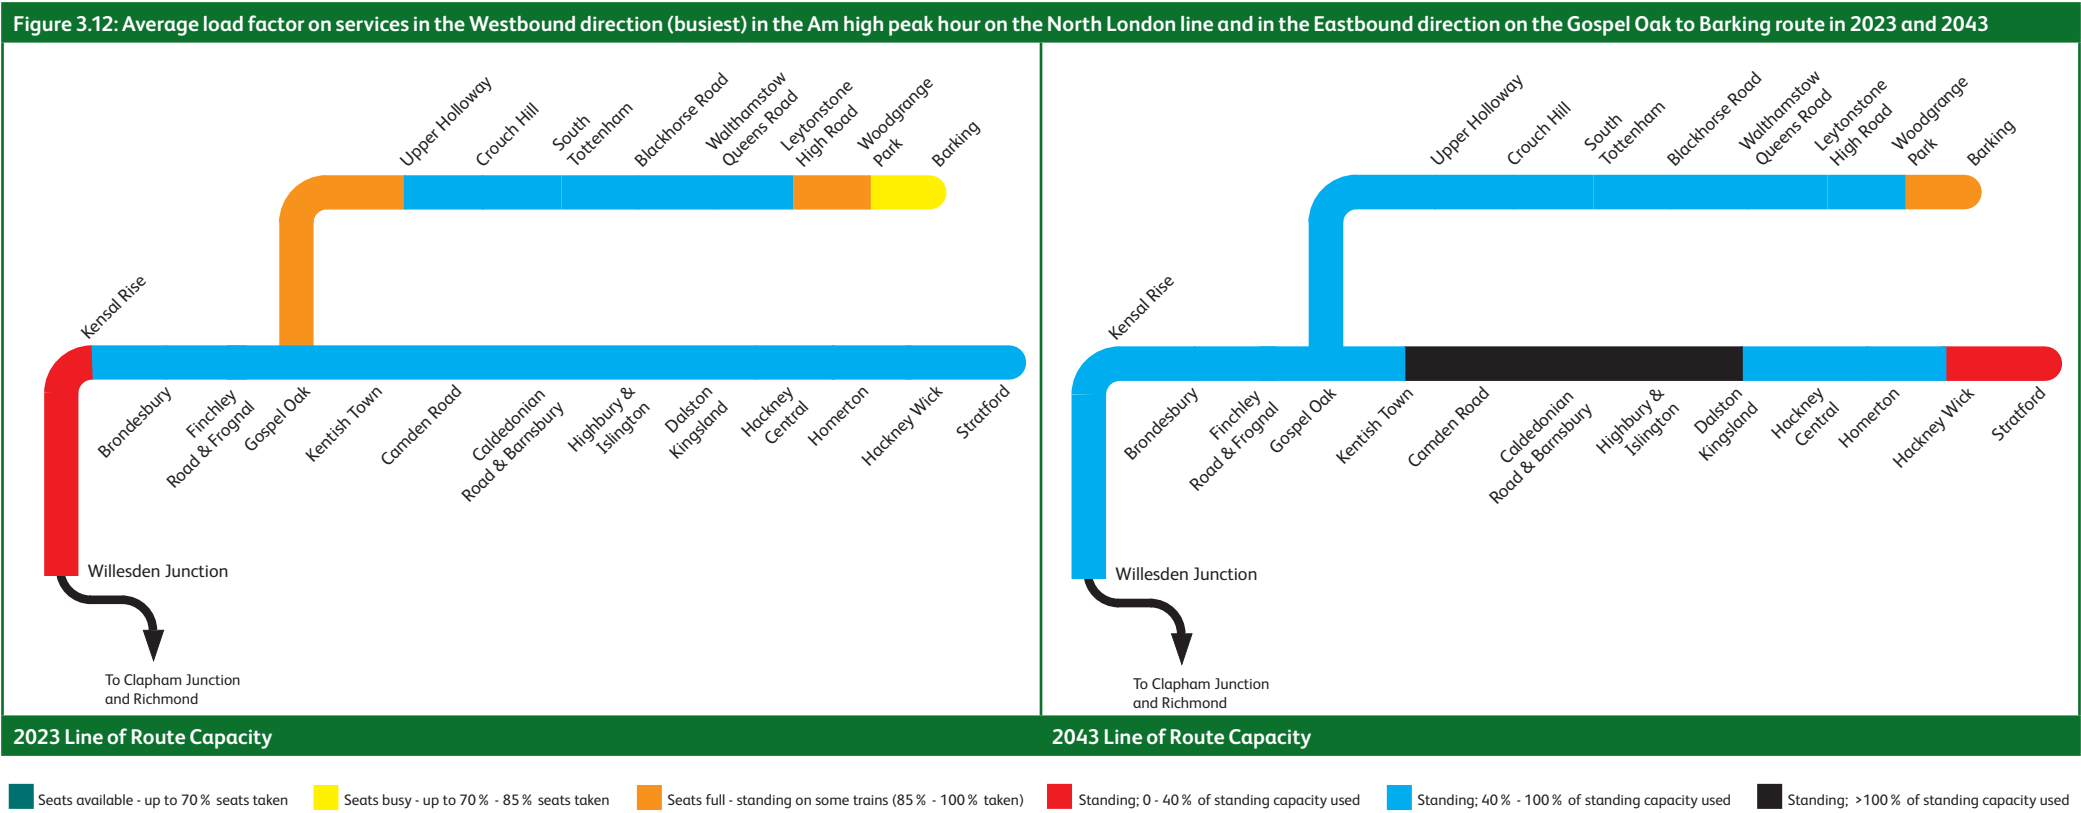 Figure 3.12: Average load factor on services in the Westbound direction (busiest) in the Am high peak hour on the North London line and in the Eastbound direction on the Gospel Oak to Barking route in 2023 and 2043
Upper Holloway
Crouch Hill
South
Tottenham
Blackhorse Road
Walthamstow
Queens Road
Leytonstone
High Road
Woodgrange
Park
Barking
Kensal Rise
Brondesbury
Finchley
Road & Frognal
Gospel Oak
Kentish Town
Camden Road
Caldedonian
Road & Barnsbury
Highbury &
Islington
Dalston
Kingsland
Hackney
Central
Homerton
Hackney Wick
Stratford
Willesden Junction
To Clapham Junction
and Richmond
Upper Holloway
Crouch Hill
South
Tottenham
Blackhorse Road
Walthamstow
Queens Road
Leytonstone
High Road
Woodgrange
Park
Barking
Kensal Rise
Brondesbury
Finchley
Road & Frognal
Gospel Oak
Kentish Town
Camden Road
Caldedonian
Road & Barnsbury
Highbury &
Islington
Dalston
Kingsland
Hackney
Central
Homerton
Hackney Wick
Stratford
Willesden Junction
To Clapham Junction
and Richmond
2023 Line of Route Capacity
2043 Line of Route Capacity
Seats available - up to 70% seats taken
Seats busy - up to 70% - 85% seats taken
Seats full - standing on some trains (85% - 100% taken)
Standing; 0 - 40% of standing capacity used
Standing; 40% - 100% of standing capacity used
Standing; >100% of standing capacity used